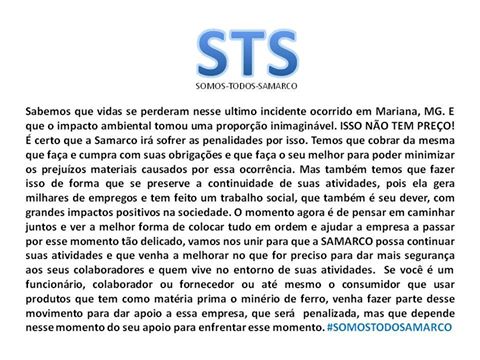 STS
SOMOS-TODOS-SAMARCO
Sabemos que vidas se perderam nesse ultimo incidente ocorrido em Mariana, MG. E
que o impacto ambiental tomou uma proporção inimaginável. ISSO NÃO TEM PREÇO!
É certo que a Samarco irá sofrer as penalidades por isso. Temos que cobrar da mesma
que faça e cumpra com suas obrigações e que faça o seu melhor para poder minimizar
os prejuízos materiais causados por essa ocorrência. Mas também temos que fazer
isso de forma que se preserve a continuidade de suas atividades, pois ela gera
milhares de empregos e tem feito um trabalho social, que também é seu dever, com
grandes impactos positivos na sociedade. O momento agora é de pensar em caminhar
juntos e ver a melhor forma de colocar tudo em ordem e ajudar a empresa a passar
por esse momento tão delicado, vamos nos unir para que a SAMARCO possa continuar
suas atividades e que venha a melhorar no que for preciso para dar mais segurança
aos seus colaboradores e quem vive no entorno de suas atividades. Se você é um
funcionário, colaborador ou fornecedor ou até mesmo o consumidor que usar
produtos que tem como matéria prima o minério de ferro, venha fazer parte desse
movimento para dar apoio a essa empresa, que será penalizada, mas que depende
nesse momento do seu apoio para enfrentar esse momento. #SOMOSTODOSAMARCO